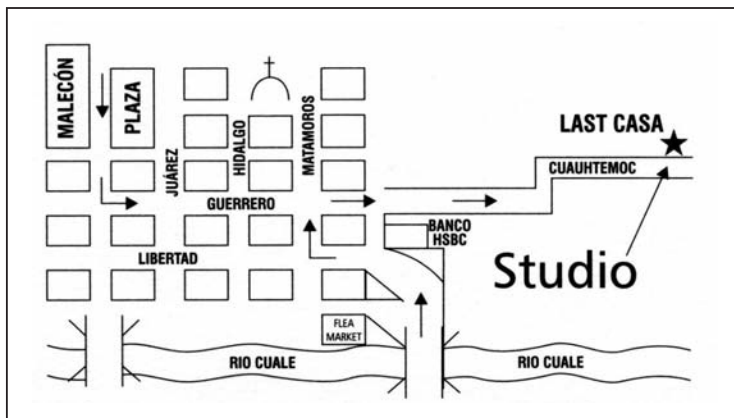 MALECÓN
PLAZA
JUÁREZ
HIDALGO
MATAMOROS
LAST CASA
CUAUHTEMOC
GUERRERO
BANCO
HSBC
Studio
LIBERTAD
FLEA
MARKET
RIO CUALE
RIO CUALE